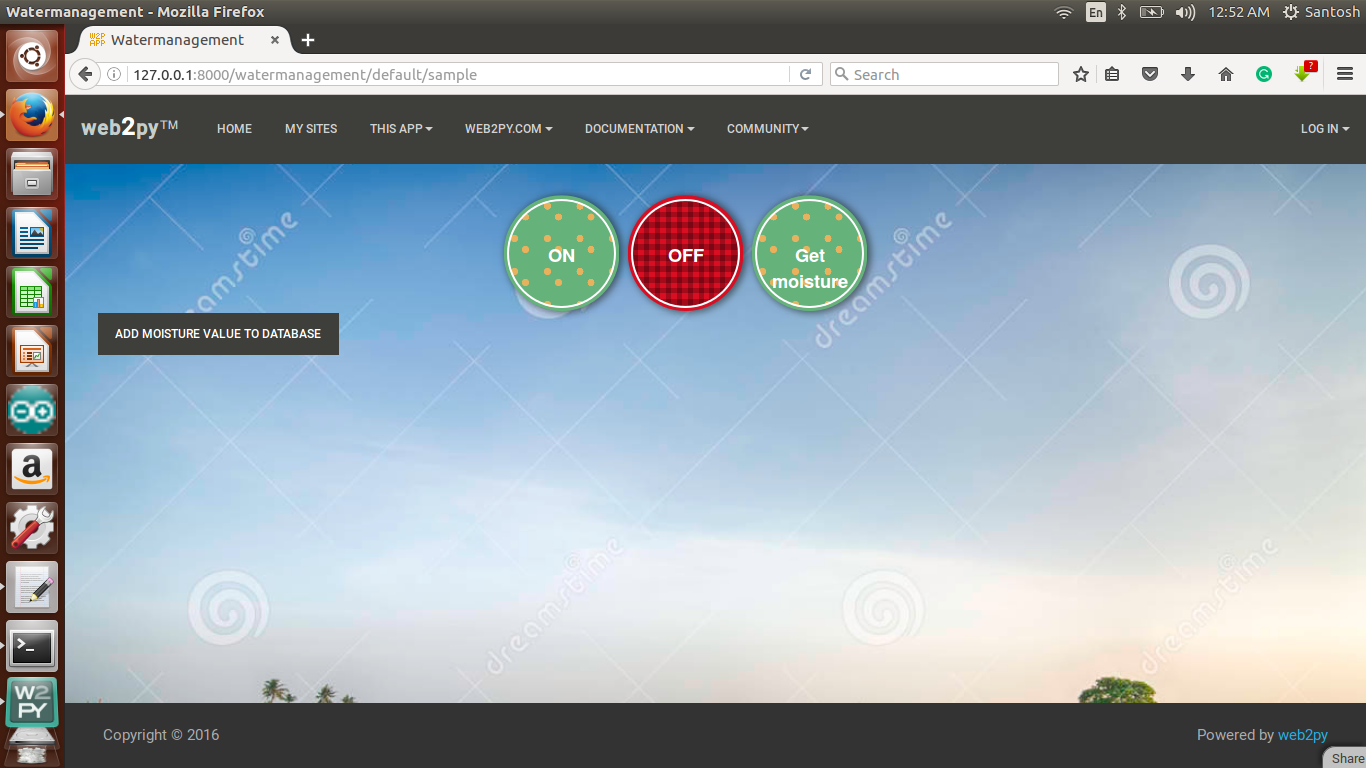 Watermanagement - Mozilla Firefox
En
12:52 AM
Santosh
Watermanagement
127.0.0.1:8000/watermanagement/default/sample
Search
?
web2py™
HOME
MY SITES
THIS APP
WEB2PY.COM
DOCUMENTATION
COMMUNITY
LOG IN
ON
OFF
Get
moisture
dreamstime
dreamstime
ADD MOISTURE VALUE TO DATABASE
dreamstime
dreamstime
a
>_
W2
PY
Copyright © 2016
Powered by web2py
Share